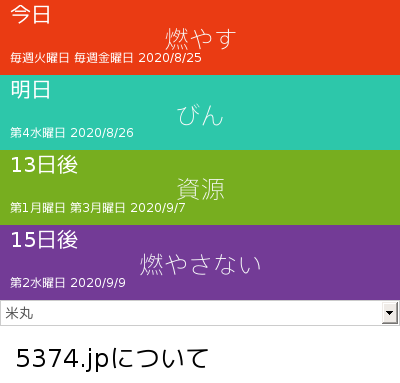 今日
燃やす
毎週火曜日 毎週金曜日 2020/8/25
明日
びん
第4水曜日 2020/8/26
13日後
資源
第1月曜日 第3月曜日 2020/9/7
15日後
燃やさない
第2水曜日 2020/9/9
米丸
5374.jpについて